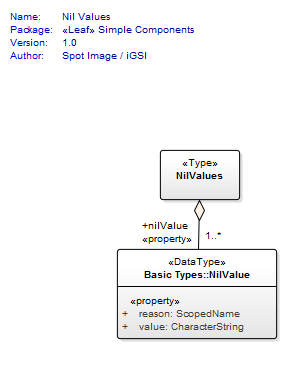 Name: Nil Values
Package: «Leaf» Simple Components
Version: 1.0
Author: Spot Image / iGSI
«Type»
NilValues
+nilValue
«property» 1..*
«DataType»
Basic Types::NilValue
«property»
+ reason: ScopedName
+ value: CharacterString